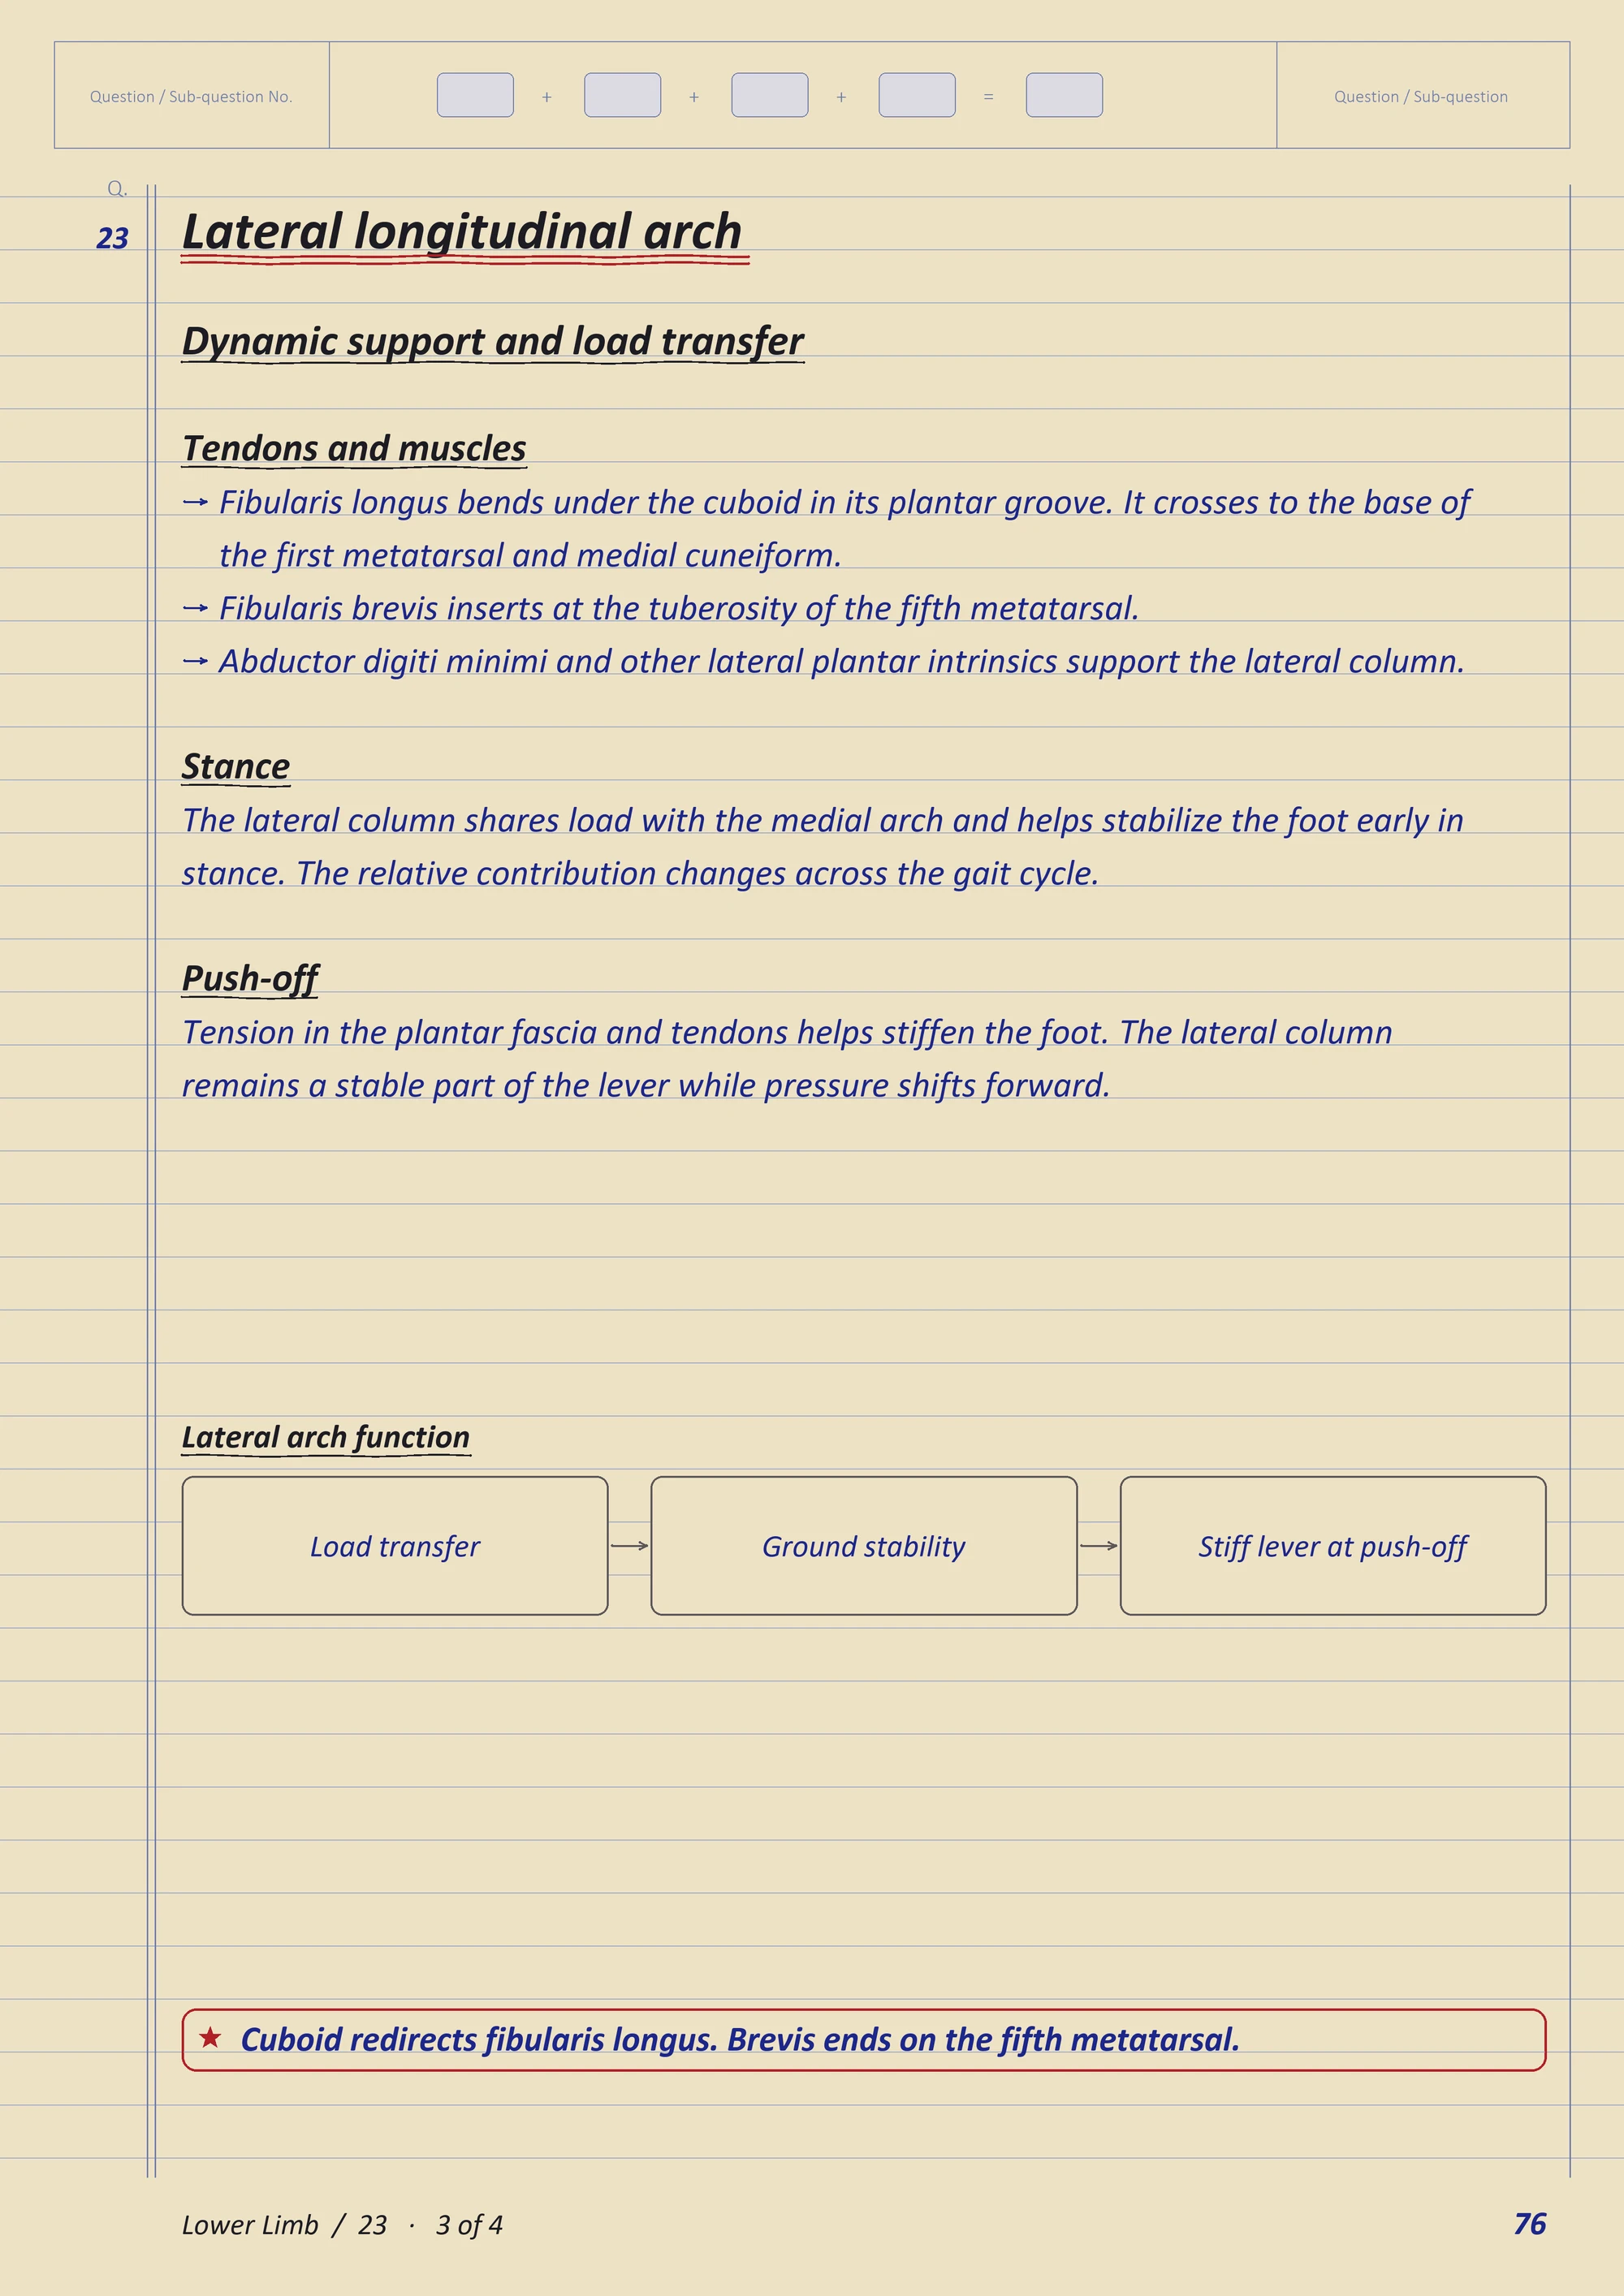 Question / Sub-question No.
+ + + =
Question / Sub-question
Q.
23
Lateral longitudinal arch
Dynamic support and load transfer
Tendons and muscles
→ Fibularis longus bends under the cuboid in its plantar groove. It crosses to the base of
the first metatarsal and medial cuneiform.
→ Fibularis brevis inserts at the tuberosity of the fifth metatarsal.
→ Abductor digiti minimi and other lateral plantar intrinsics support the lateral column.
Stance
The lateral column shares load with the medial arch and helps stabilize the foot early in
stance. The relative contribution changes across the gait cycle.
Push-off
Tension in the plantar fascia and tendons helps stiffen the foot. The lateral column
remains a stable part of the lever while pressure shifts forward.
Lateral arch function
Load transfer → Ground stability → Stiff lever at push-off
★ Cuboid redirects fibularis longus. Brevis ends on the fifth metatarsal.
Lower Limb / 23 · 3 of 4
76